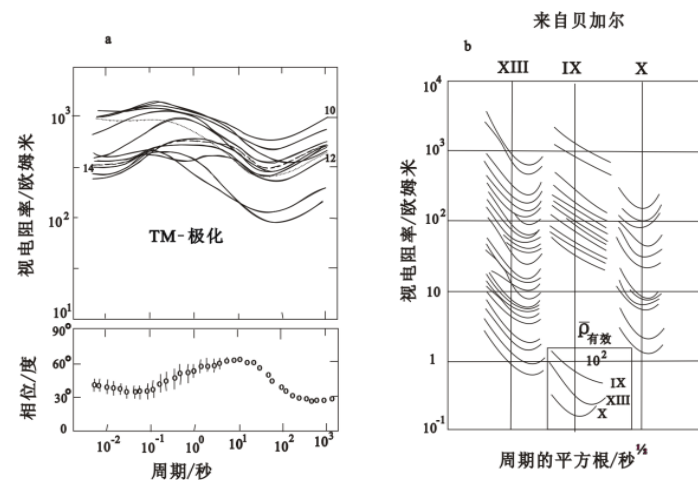 来自贝加尔
a
b
XIII IX X
10³
10²
10¹
视电阻率/欧姆米
10
12
14
TM-极化
90°
60°
30°
0
相位/度
10⁻² 10⁻¹ 10⁰ 10¹ 10² 10³
周期/秒
10⁴
10³
10²
10
1
10⁻¹
视电阻率/欧姆米
ρ̅有效
10²
IX
XIII
X
周期的平方根/秒½